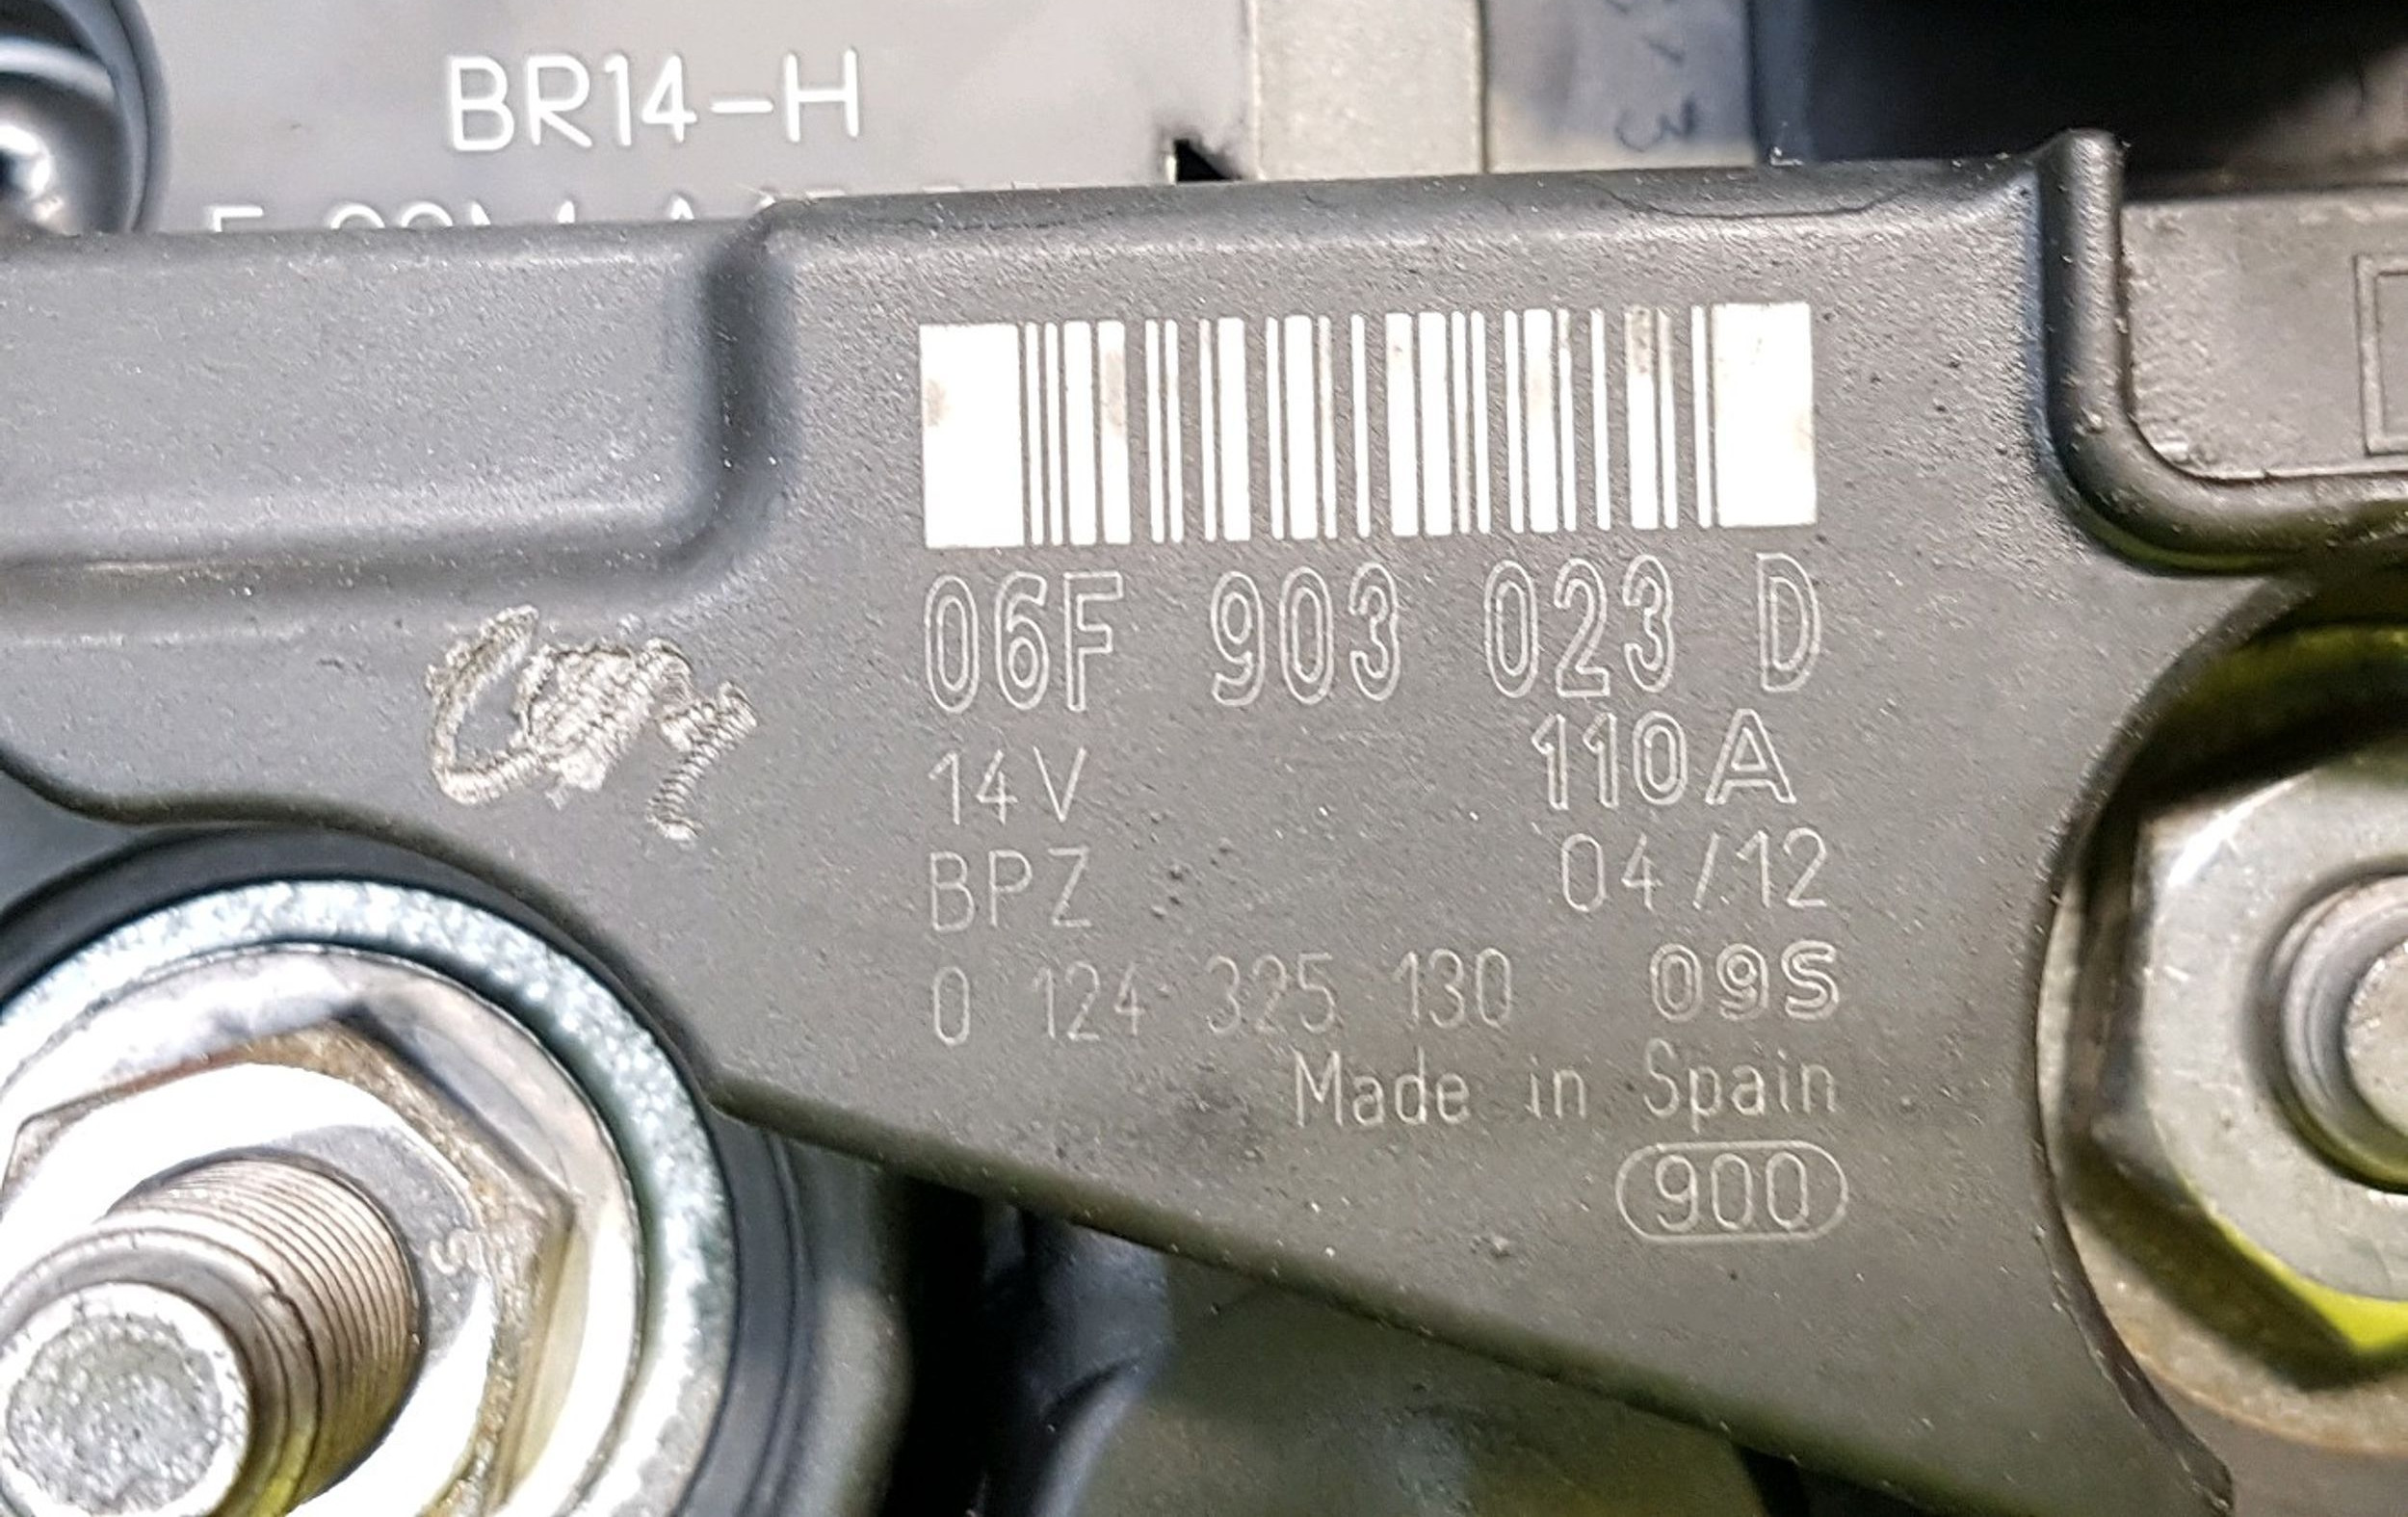 BR14-H
06F 903 023 D
14V 110A
BPZ 04/12
0 124 325 130 09S
Made in Spain
900